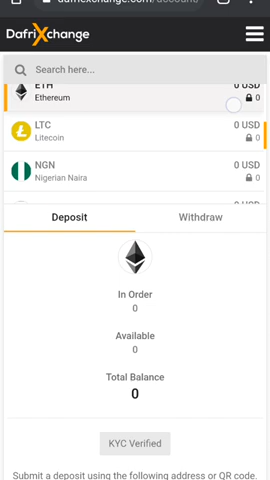 dafrixchange.com/account
DafriXchange
Search here...
ETH 0 USD
Ethereum 0
LTC 0 USD
Litecoin 0
NGN 0 USD
Nigerian Naira 0
0 USD
Deposit Withdraw
In Order
0
Available
0
Total Balance
0
KYC Verified
Submit a deposit using the following address or QR code.